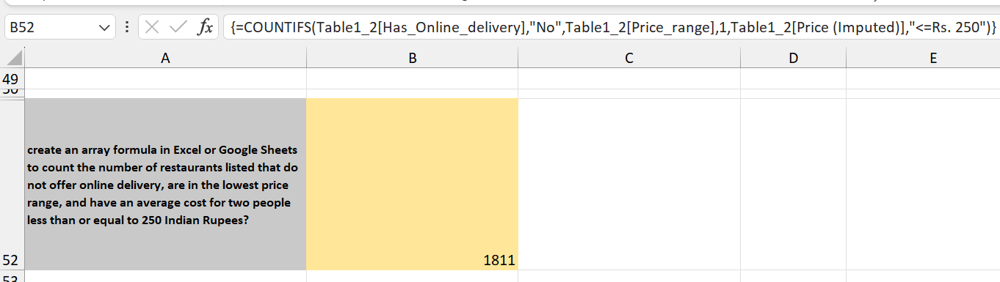 B52 fx {=COUNTIFS(Table1_2[Has_Online_delivery],"No",Table1_2[Price_range],1,Table1_2[Price (Imputed)],"<=Rs. 250")}
A B C D E
49
50
create an array formula in Excel or Google Sheets
to count the number of restaurants listed that do
not offer online delivery, are in the lowest price
range, and have an average cost for two people
less than or equal to 250 Indian Rupees?
52 1811
53